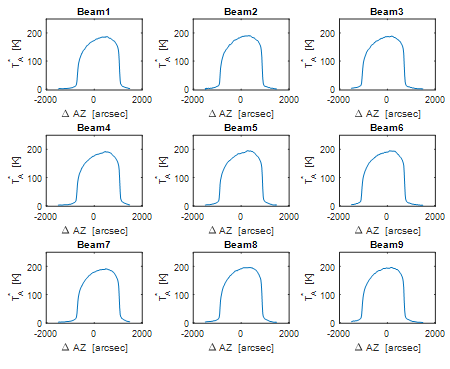 Beam1 Beam2 Beam3
200 200 200
T*A [K] T*A [K] T*A [K]
100 100 100
0 0 0
-2000 0 2000 -2000 0 2000 -2000 0 2000
Δ AZ [arcsec] Δ AZ [arcsec] Δ AZ [arcsec]
Beam4 Beam5 Beam6
200 200 200
T*A [K] T*A [K] T*A [K]
100 100 100
0 0 0
-2000 0 2000 -2000 0 2000 -2000 0 2000
Δ AZ [arcsec] Δ AZ [arcsec] Δ AZ [arcsec]
Beam7 Beam8 Beam9
200 200 200
T*A [K] T*A [K] T*A [K]
100 100 100
0 0 0
-2000 0 2000 -2000 0 2000 -2000 0 2000
Δ AZ [arcsec] Δ AZ [arcsec] Δ AZ [arcsec]